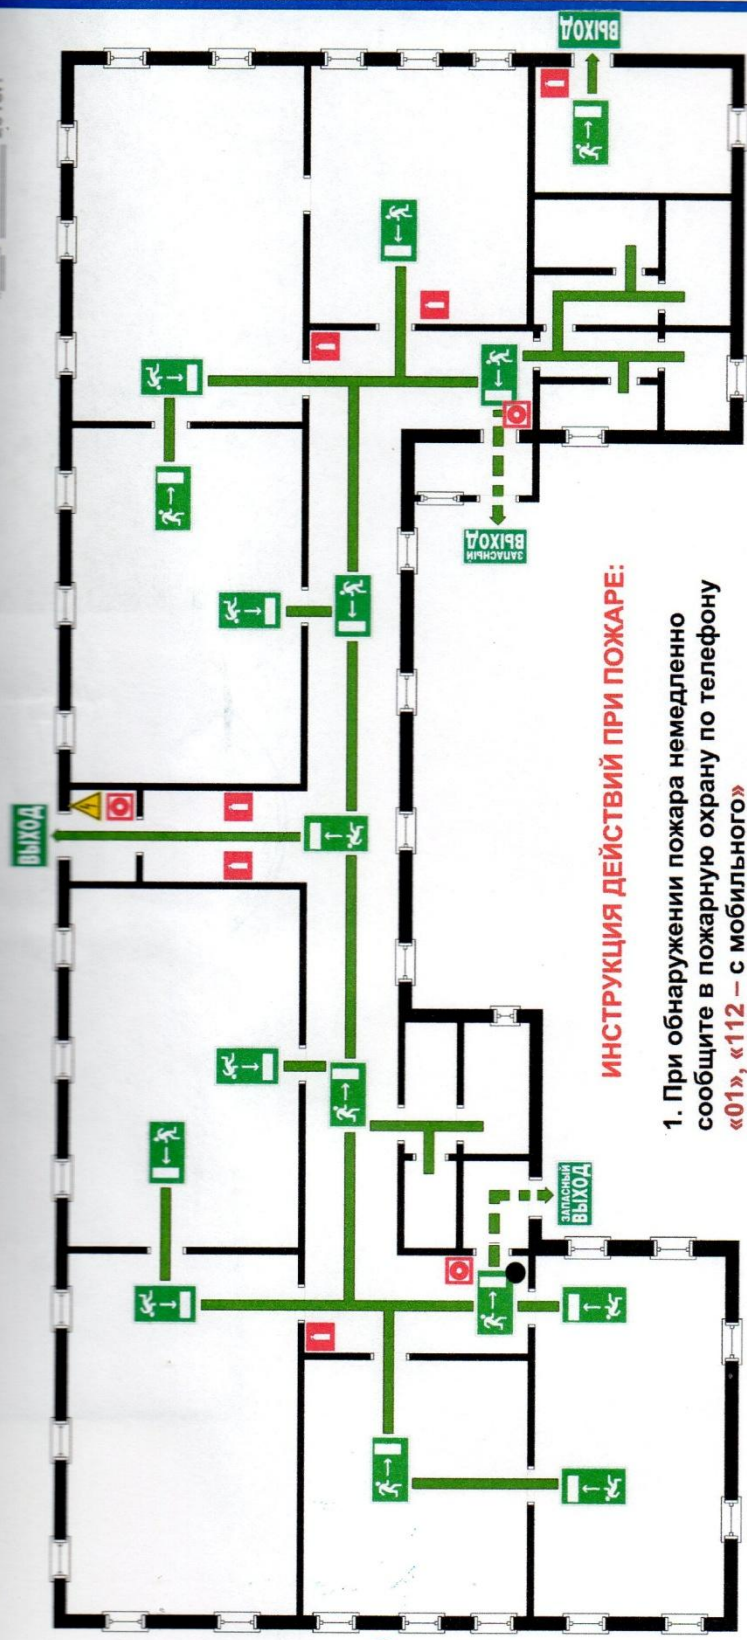 ВЫХОД
ЗАПАСНЫЙ
ВЫХОД
ЗАПАСНЫЙ
ВЫХОД
ВЫХОД
ИНСТРУКЦИЯ ДЕЙСТВИЙ ПРИ ПОЖАРЕ:
1. При обнаружении пожара немедленно
сообщите в пожарную охрану по телефону
«01», «112 – с мобильного»